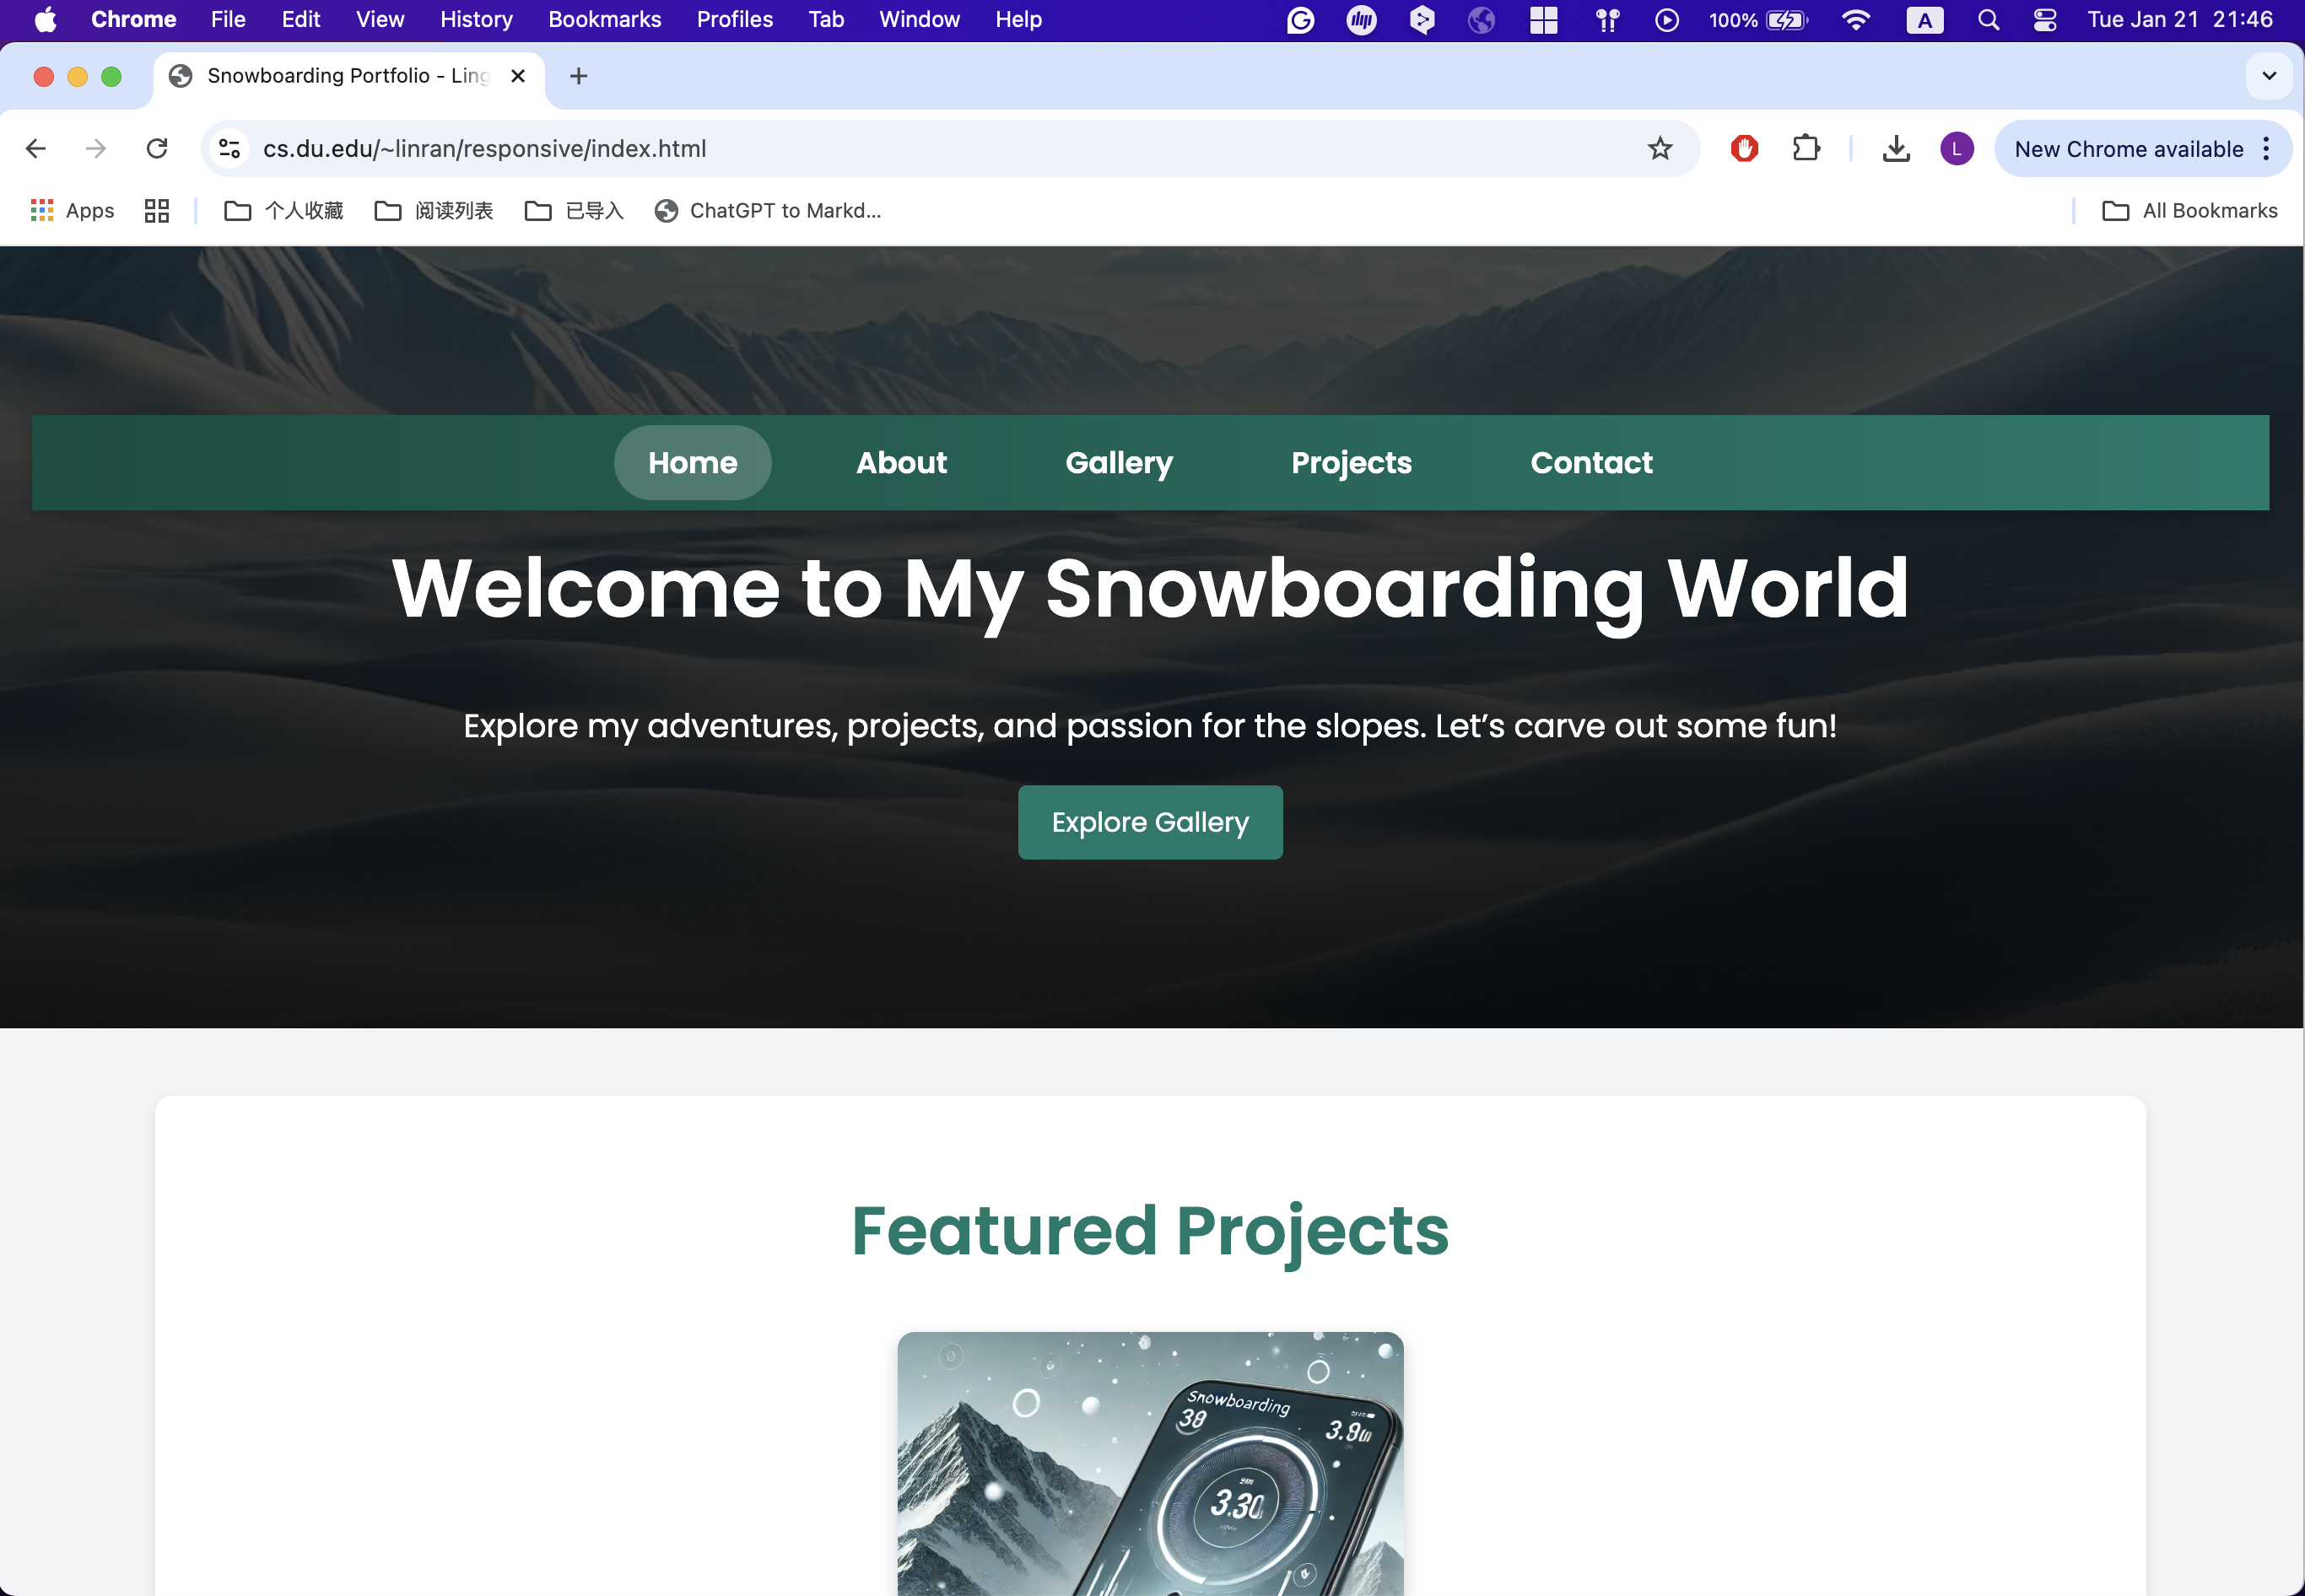 Chrome File Edit View History Bookmarks Profiles Tab Window Help 100% A Tue Jan 21 21:46
Snowboarding Portfolio - Ling
cs.du.edu/~linran/responsive/index.html L New Chrome available
Apps 个人收藏 阅读列表 已导入 ChatGPT to Markd... All Bookmarks
Home About Gallery Projects Contact
Welcome to My Snowboarding World
Explore my adventures, projects, and passion for the slopes. Let’s carve out some fun!
Explore Gallery
Featured Projects
Snowboarding
3.30